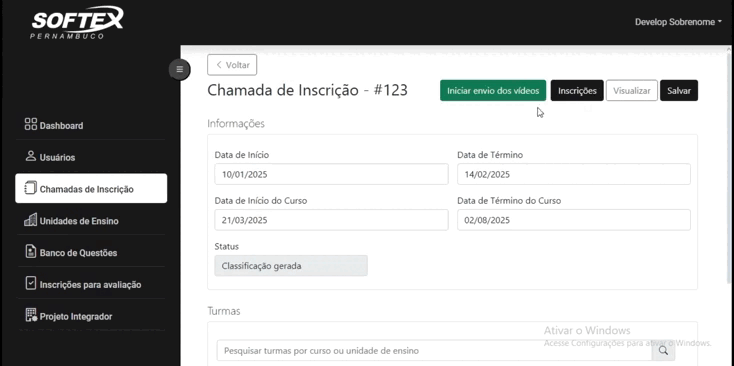 SOFTEX
PERNAMBUCO
Develop Sobrenome
Voltar
Chamada de Inscrição - #123
Iniciar envio dos vídeos
Inscrições
Visualizar
Salvar
Dashboard
Usuários
Chamadas de Inscrição
Unidades de Ensino
Banco de Questões
Inscrições para avaliação
Projeto Integrador
Informações
Data de Início
10/01/2025
Data de Término
14/02/2025
Data de Início do Curso
21/03/2025
Data de Término do Curso
02/08/2025
Status
Classificação gerada
Turmas
Pesquisar turmas por curso ou unidade de ensino
Ativar o Windows
Acesse Configurações para ativar o Windows.